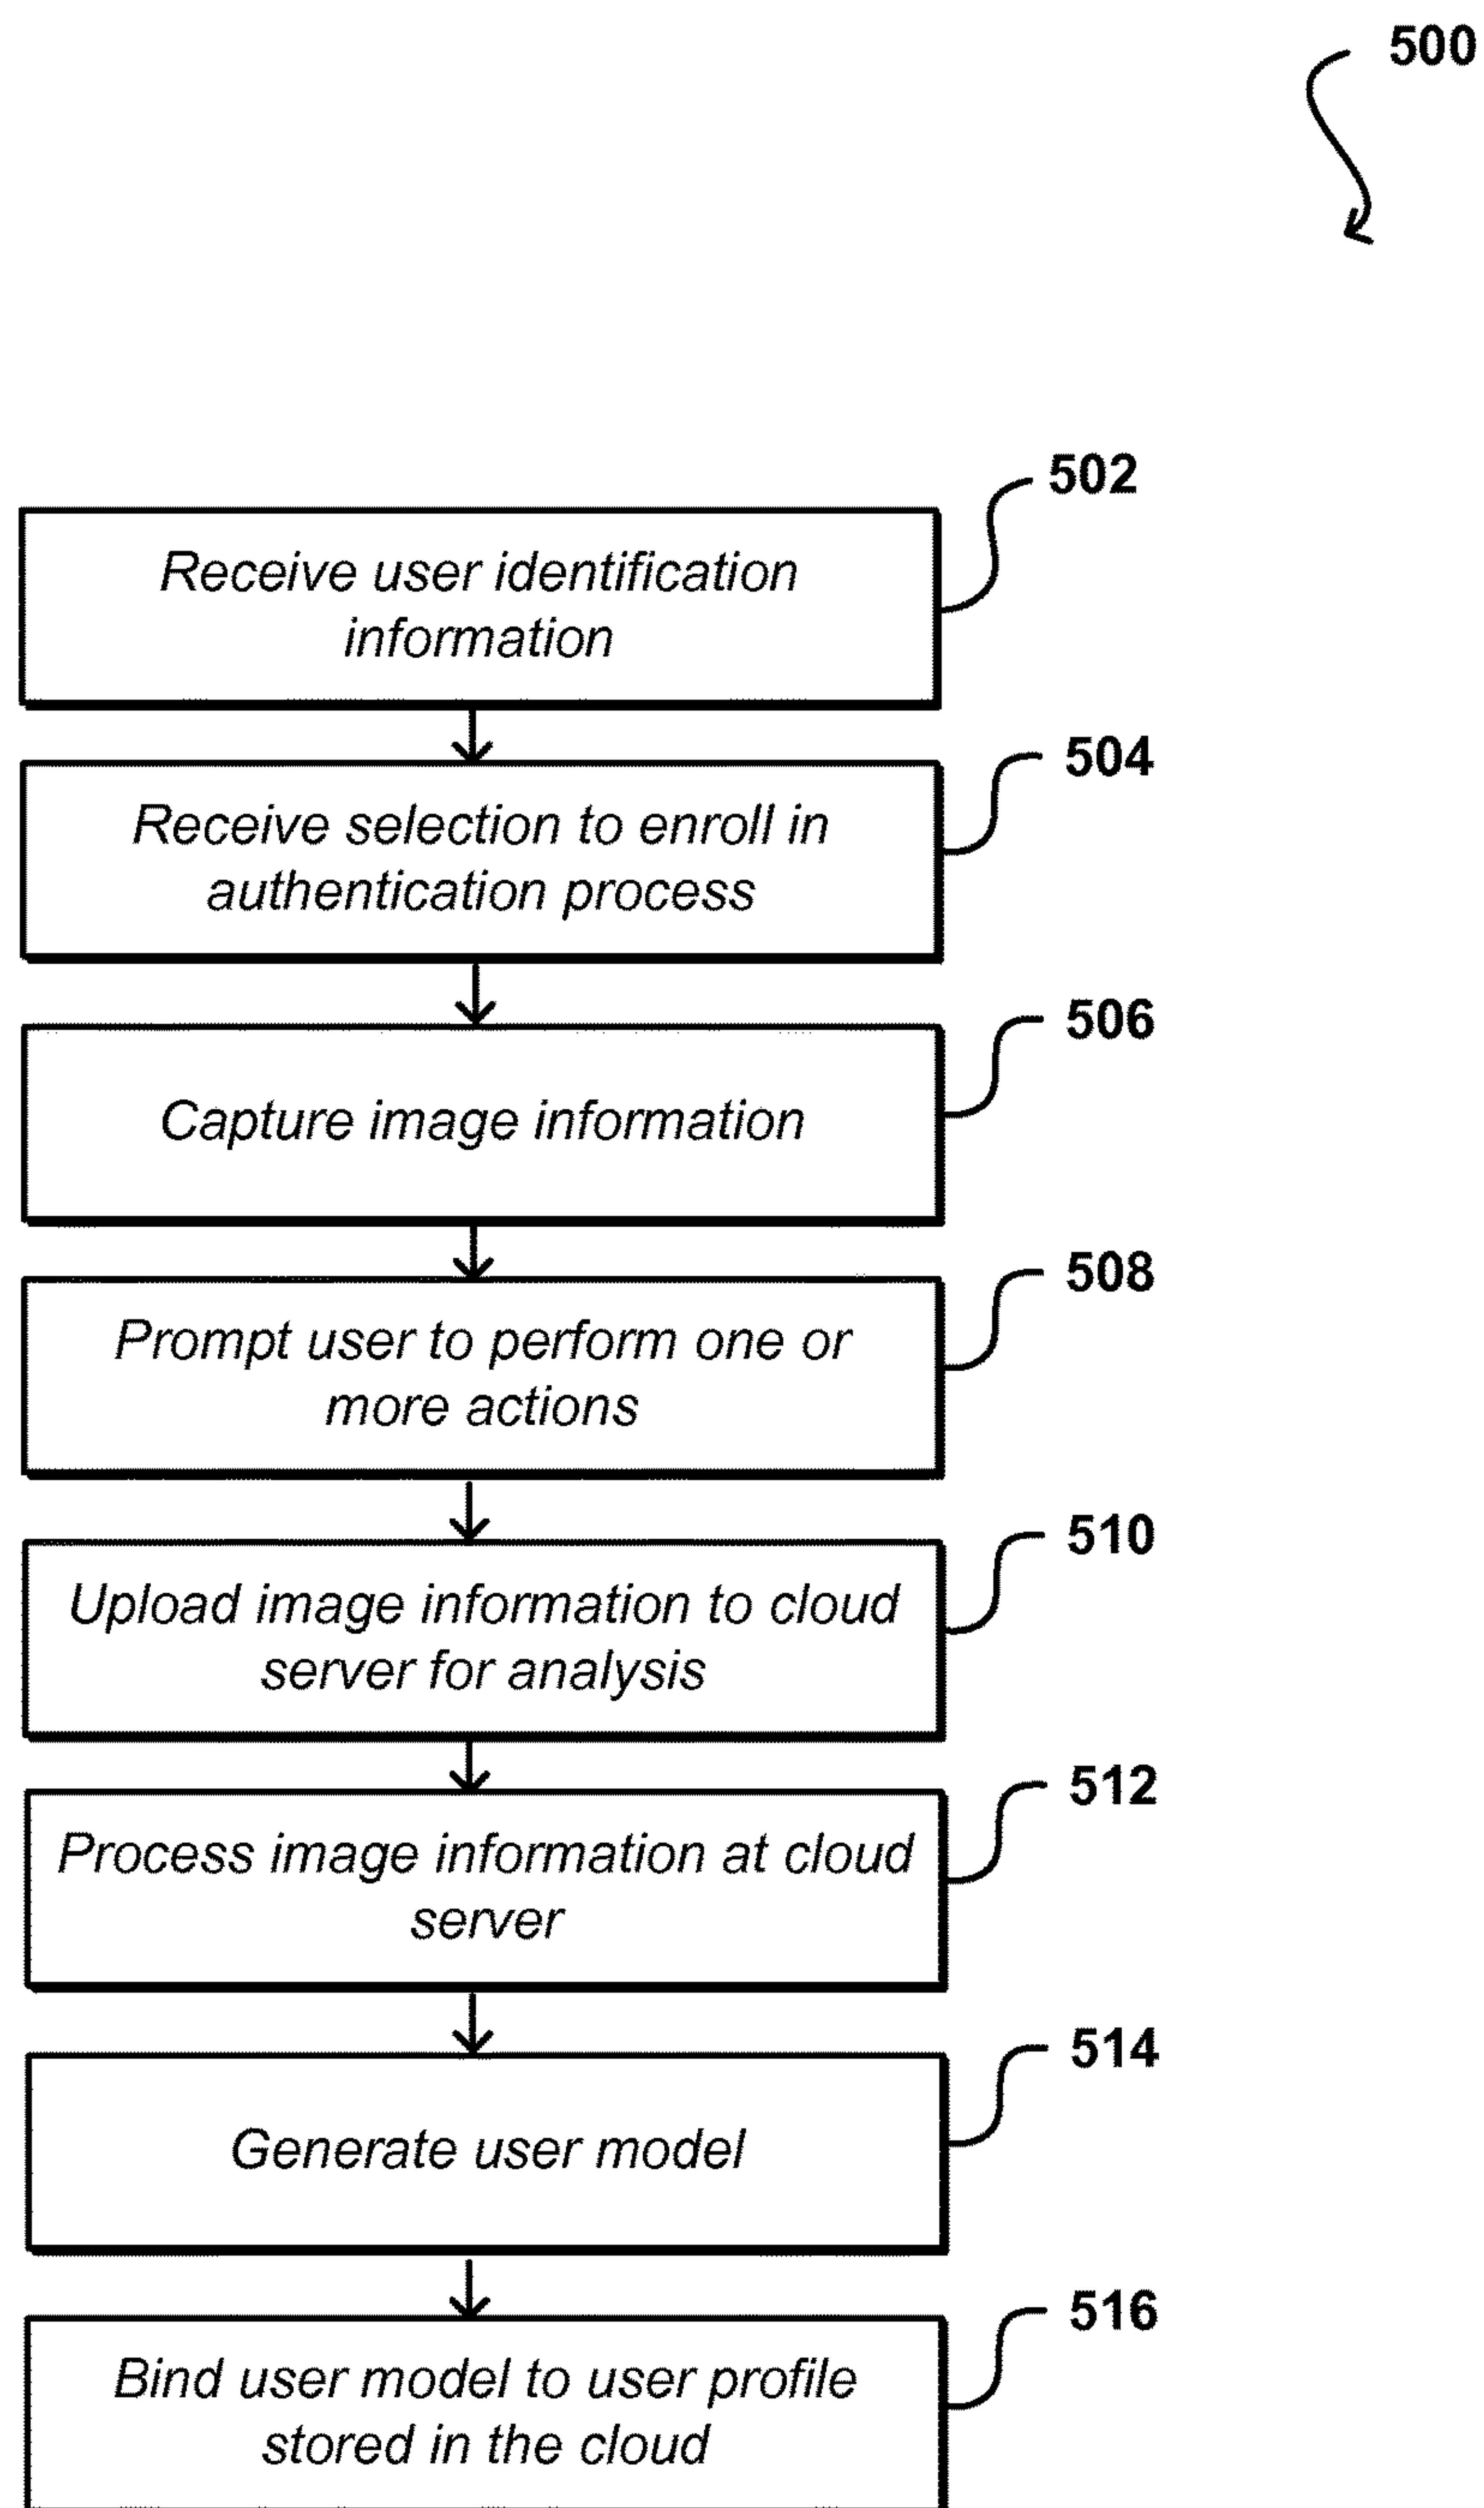 500
502
Receive user identification
information
504
Receive selection to enroll in
authentication process
506
Capture image information
508
Prompt user to perform one or
more actions
510
Upload image information to cloud
server for analysis
512
Process image information at cloud
server
514
Generate user model
516
Bind user model to user profile
stored in the cloud